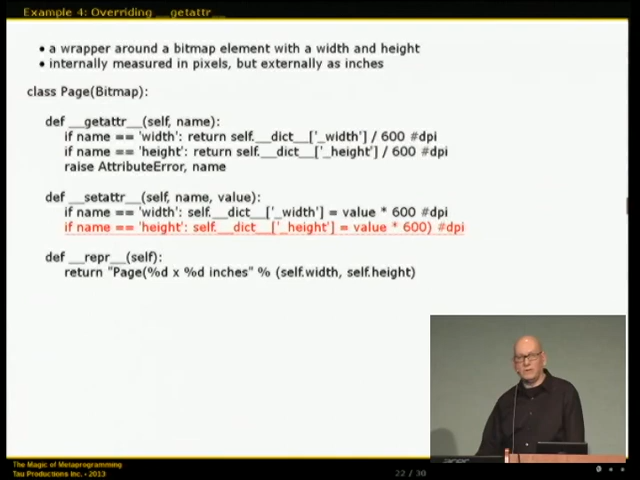 Example 4: Overriding __getattr__
• a wrapper around a bitmap element with a width and height
• internally measured in pixels, but externally as inches
class Page(Bitmap):
def __getattr__(self, name):
if name == 'width': return self.__dict__['_width'] / 600 #dpi
if name == 'height': return self.__dict__['_height'] / 600 #dpi
raise AttributeError, name
def __setattr__(self, name, value):
if name == 'width': self.__dict__['_width'] = value * 600 #dpi
if name == 'height': self.__dict__['_height'] = value * 600) #dpi
def __repr__(self):
return "Page(%d x %d inches" % (self.width, self.height)
acer
The Magic of Metaprogramming
Tau Productions Inc. - 2013
22 / 30